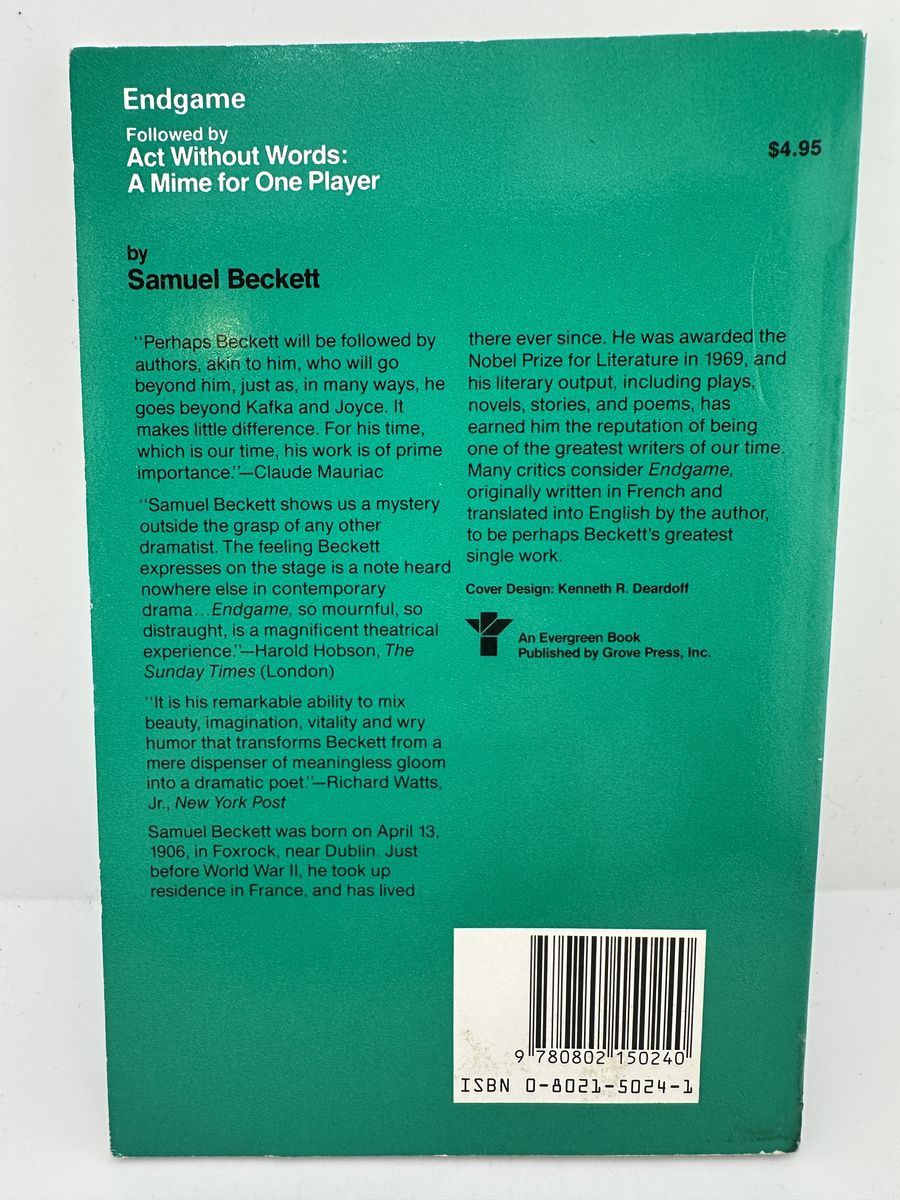 Endgame
Followed by
Act Without Words:
A Mime for One Player
$4.95
by
Samuel Beckett
"Perhaps Beckett will be followed by
authors, akin to him, who will go
beyond him, just as, in many ways, he
goes beyond Kafka and Joyce. It
makes little difference. For his time,
which is our time, his work is of prime
importance."—Claude Mauriac
"Samuel Beckett shows us a mystery
outside the grasp of any other
dramatist. The feeling Beckett
expresses on the stage is a note heard
nowhere else in contemporary
drama...Endgame, so mournful, so
distraught, is a magnificent theatrical
experience."—Harold Hobson, The
Sunday Times (London)
"It is his remarkable ability to mix
beauty, imagination, vitality and wry
humor that transforms Beckett from a
mere dispenser of meaningless gloom
into a dramatic poet."—Richard Watts,
Jr., New York Post
Samuel Beckett was born on April 13,
1906, in Foxrock, near Dublin. Just
before World War II, he took up
residence in France, and has lived
there ever since. He was awarded the
Nobel Prize for Literature in 1969, and
his literary output, including plays,
novels, stories, and poems, has
earned him the reputation of being
one of the greatest writers of our time.
Many critics consider Endgame,
originally written in French and
translated into English by the author,
to be perhaps Beckett's greatest
single work.
Cover Design: Kenneth R. Deardoff
An Evergreen Book
Published by Grove Press, Inc.
9 780802 150240
ISBN 0-8021-5024-1